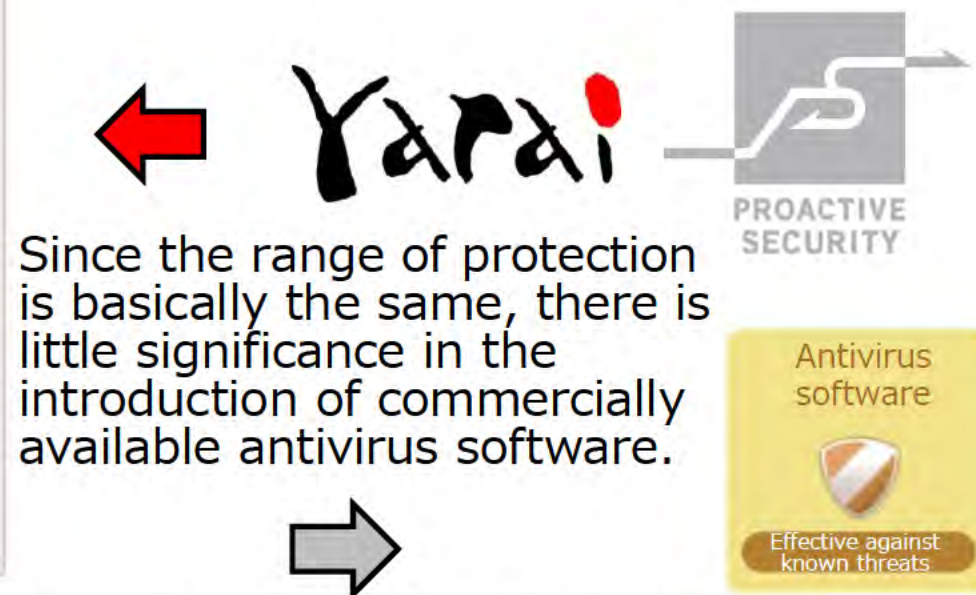 Yarai
PROACTIVE
SECURITY
Since the range of protection
is basically the same, there is
little significance in the
introduction of commercially
available antivirus software.
Antivirus
software
Effective against
known threats